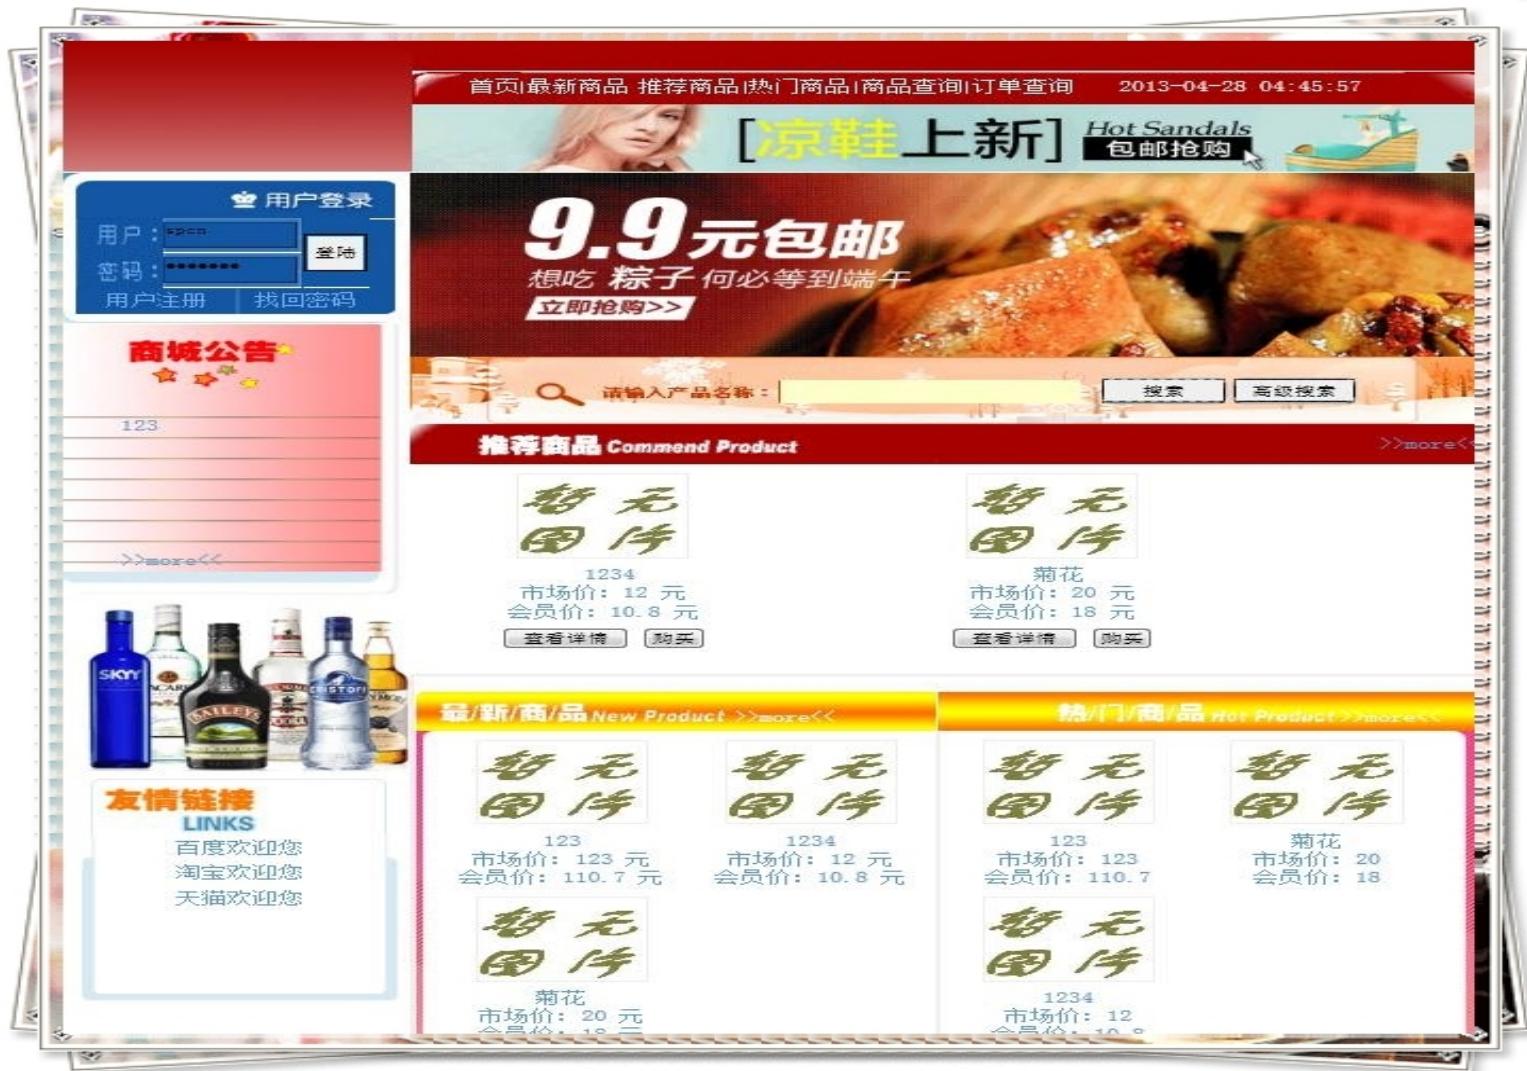 首页|最新商品 推荐商品|热门商品|商品查询|订单查询 2013-04-28 04:45:57
[凉鞋上新] Hot Sandals
包邮抢购
用户登录
用户：
密码：*******
登陆
用户注册 | 找回密码
9.9元包邮
想吃 粽子 何必等到端午
立即抢购>>
商城公告
123
>>more<<
请输入产品名称： 搜索 高级搜索
推荐商品 Commend Product >>more<
暂无图片 暂无图片
1234 菊花
市场价：12 元 市场价：20 元
会员价：10.8 元 会员价：18 元
查看详情 购买 查看详情 购买
SKYY
BAILEYS
最/新/商/品 New Product >>more<< 热/门/商/品 Hot Product>>more<<
暂无图片 暂无图片 暂无图片 暂无图片
123 1234 123 菊花
市场价：123 元 市场价：12 元 市场价：123 市场价：20
会员价：110.7 元 会员价：10.8 元 会员价：110.7 会员价：18
暂无图片 暂无图片
菊花 1234
市场价：20 元 市场价：12
会员价：18 元 会员价：10.8
友情链接
LINKS
百度欢迎您
淘宝欢迎您
天猫欢迎您